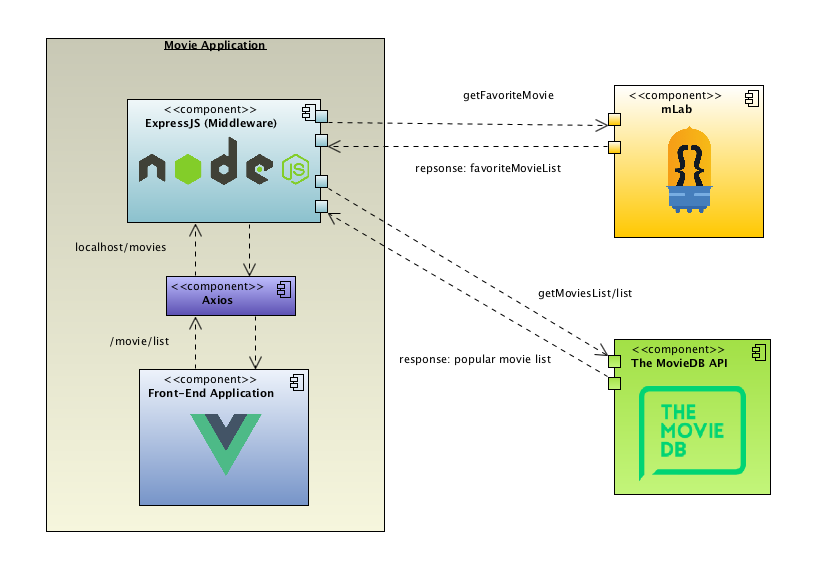 Movie Application
<<component>>
ExpressJS (Middleware)
node
JS
getFavoriteMovie
<<component>>
mLab
{}
repsonse: favoriteMovieList
localhost/movies
<<component>>
Axios
getMoviesList/list
/movie/list
response: popular movie list
<<component>>
The MovieDB API
THE
MOVIE
DB
<<component>>
Front-End Application